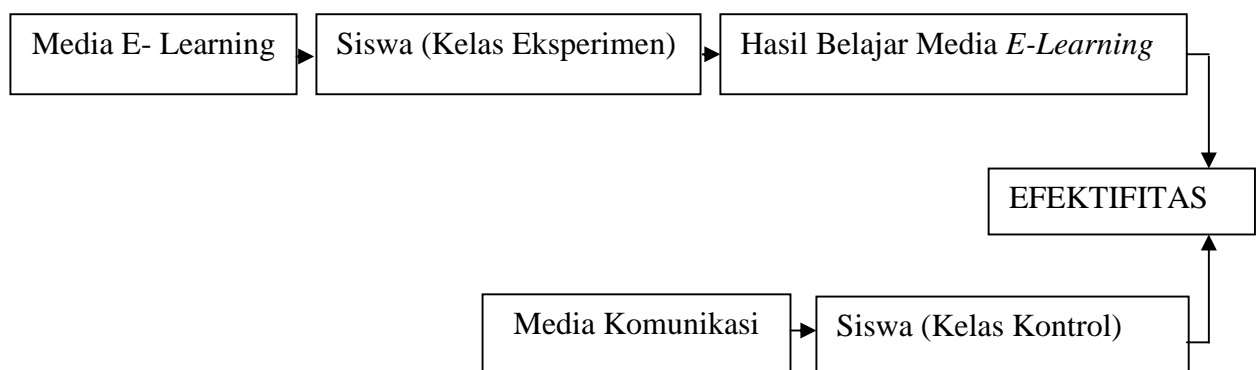 Media E- Learning
Siswa (Kelas Eksperimen)
Hasil Belajar Media E-Learning
EFEKTIFITAS
Media Komunikasi
Siswa (Kelas Kontrol)